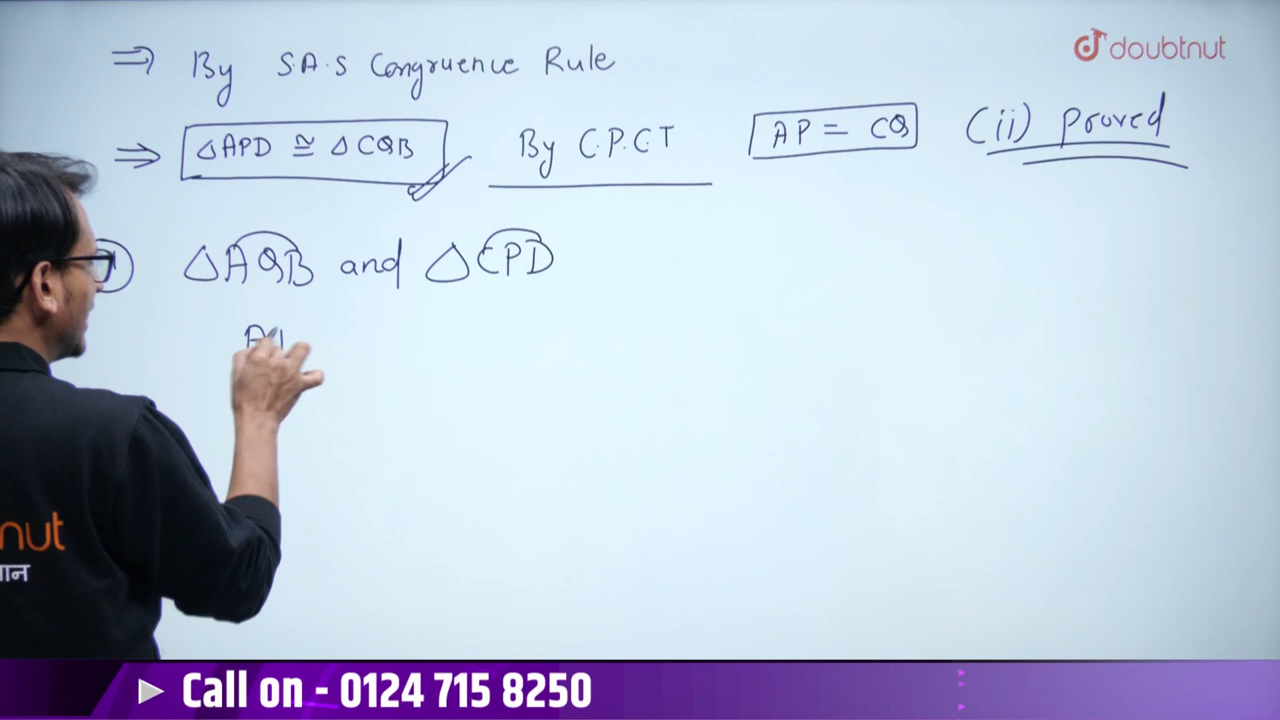 ⇒ By S.A.S Congruence Rule
doubtnut
⇒ △APD ≅ △CQB By C.P.C.T AP = CQ (ii) proved
△AQB and △CPD
nut
Call on - 0124 715 8250